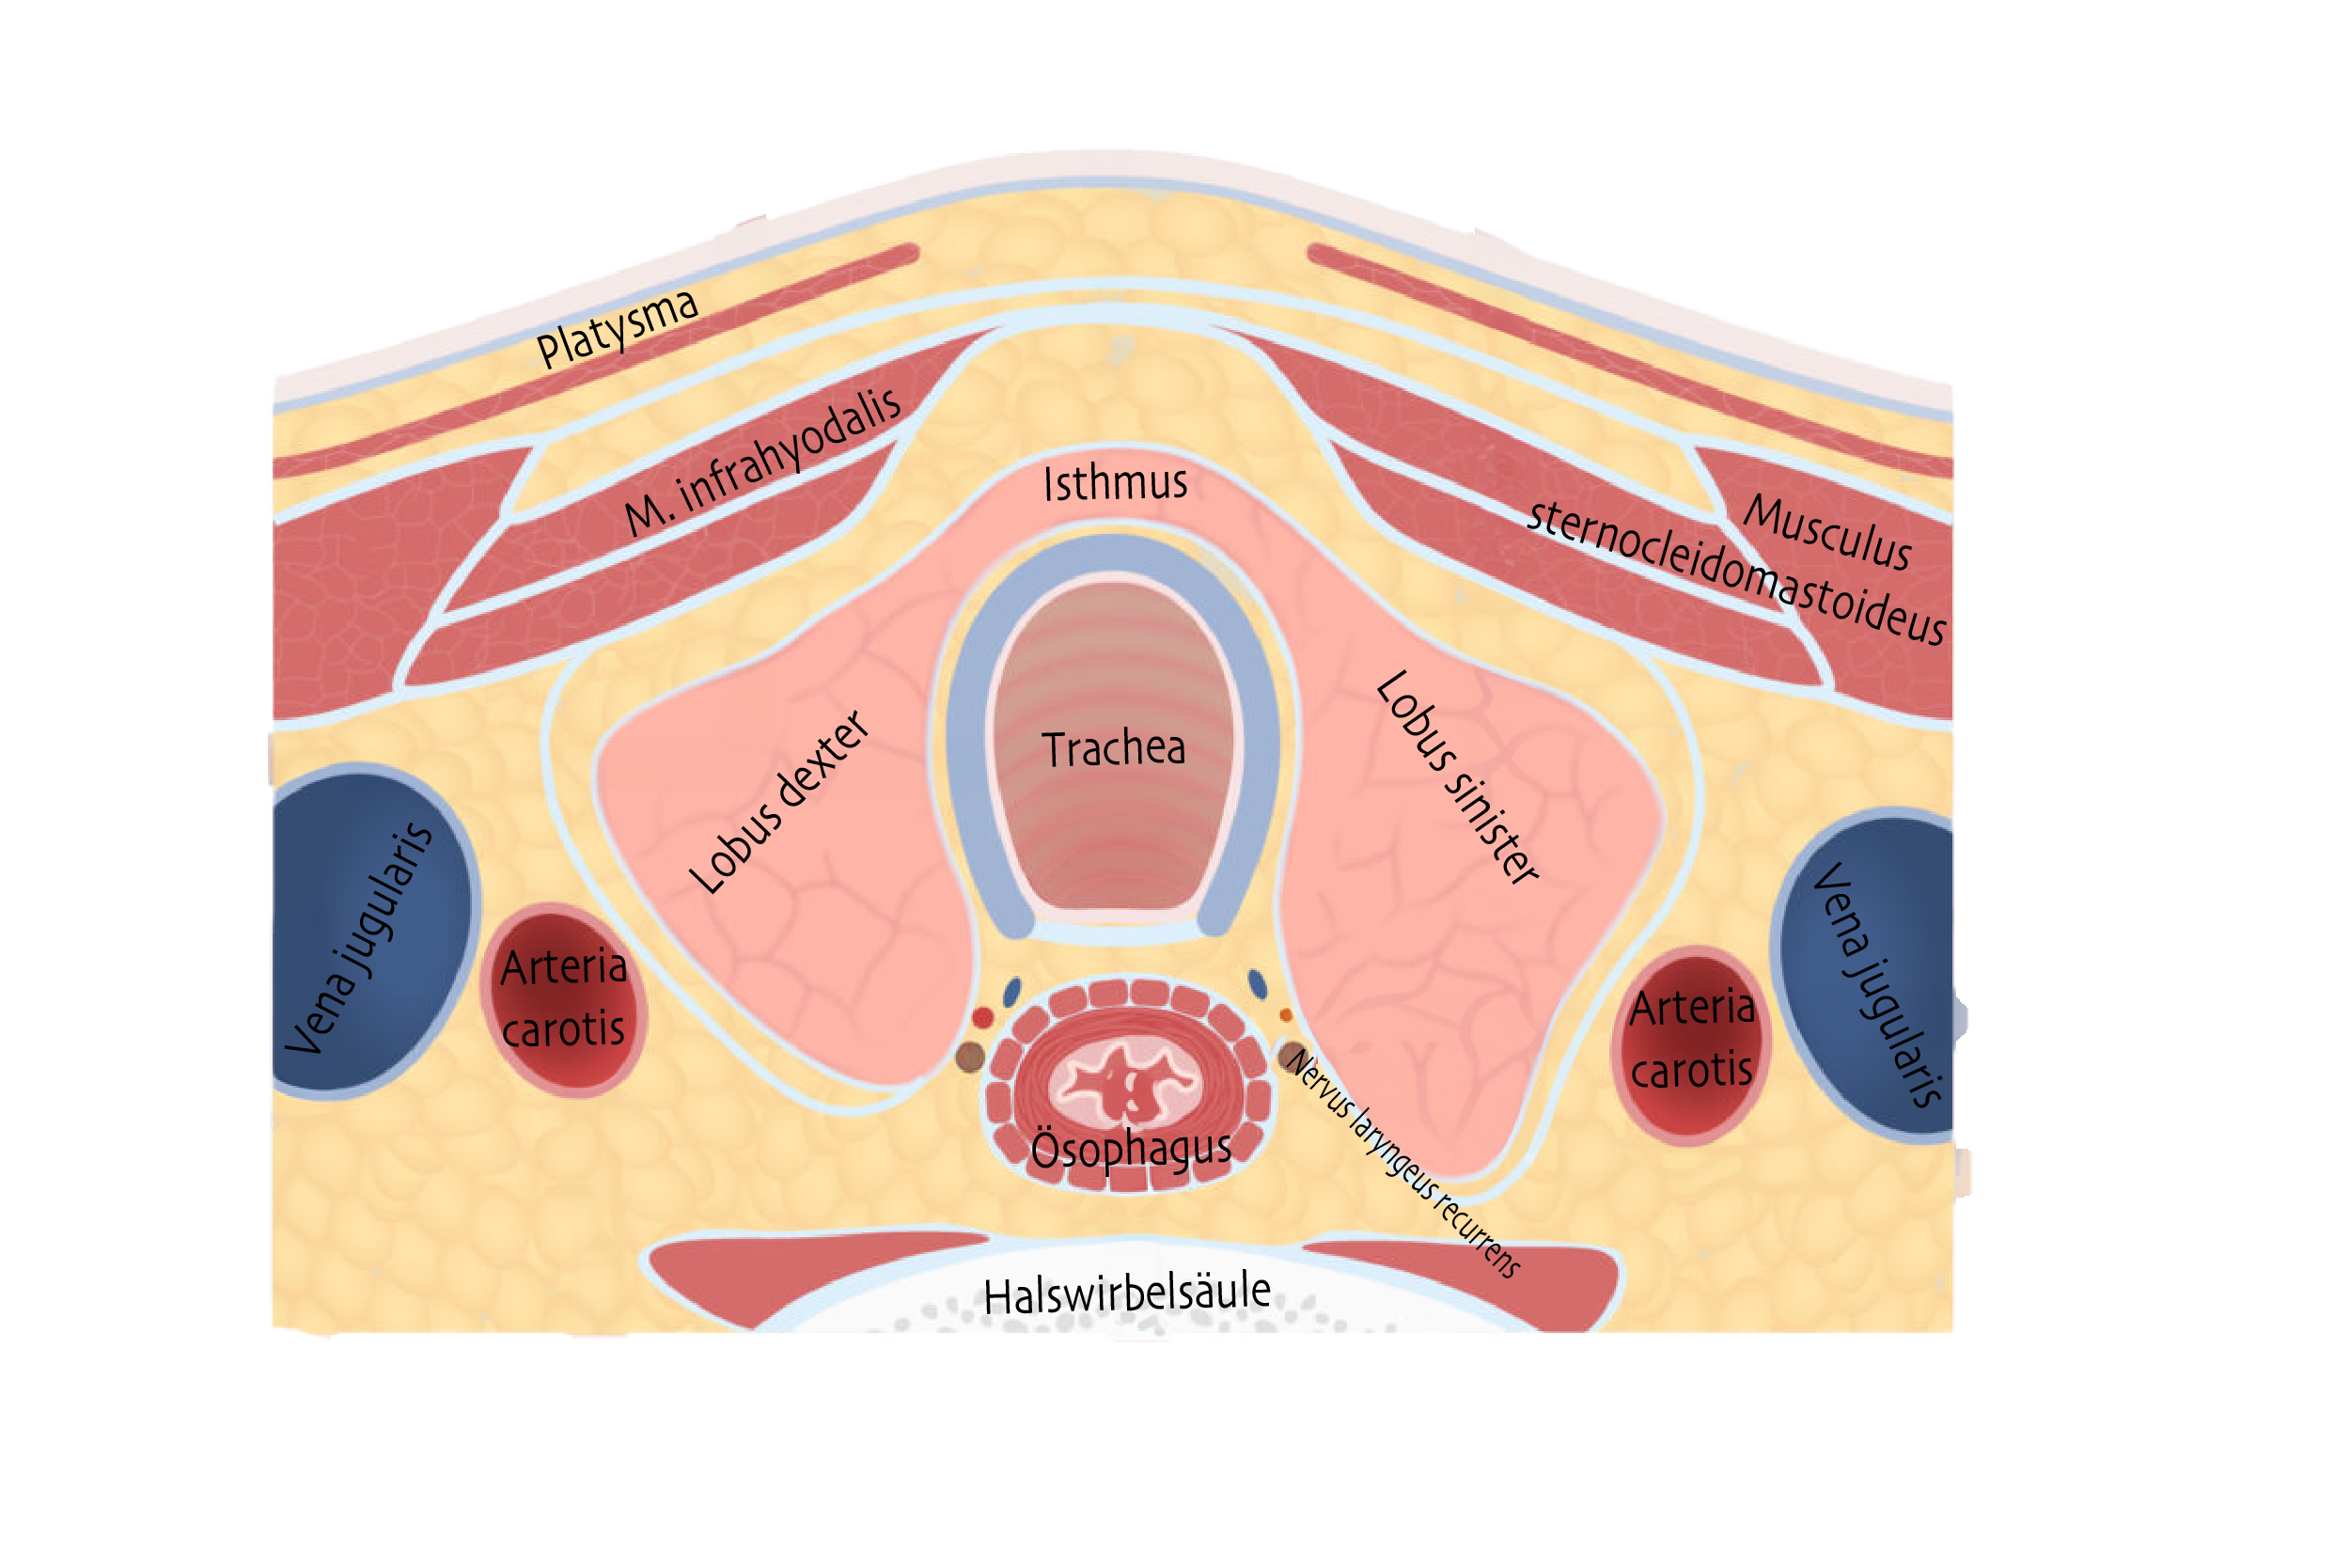 Platysma
M. infrahyodalis
Isthmus
Musculus
sternocleidomastoideus
Lobus dexter
Trachea
Lobus sinister
Vena jugularis
Arteria
carotis
Arteria
carotis
Vena jugularis
Ösophagus
Nervus laryngeus recurrens
Halswirbelsäule